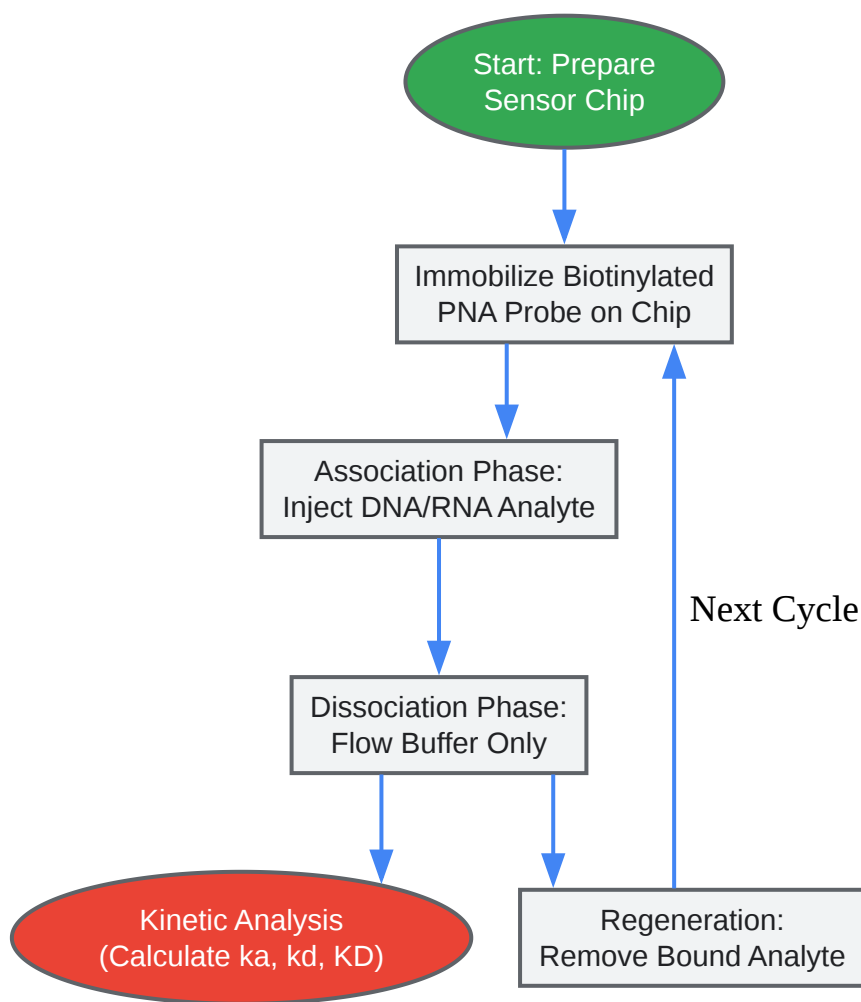 Start: Prepare
Sensor Chip
Immobilize Biotinylated
PNA Probe on Chip
Association Phase:
Inject DNA/RNA Analyte
Next Cycle
Dissociation Phase:
Flow Buffer Only
Kinetic Analysis
(Calculate ka, kd, KD)
Regeneration:
Remove Bound Analyte